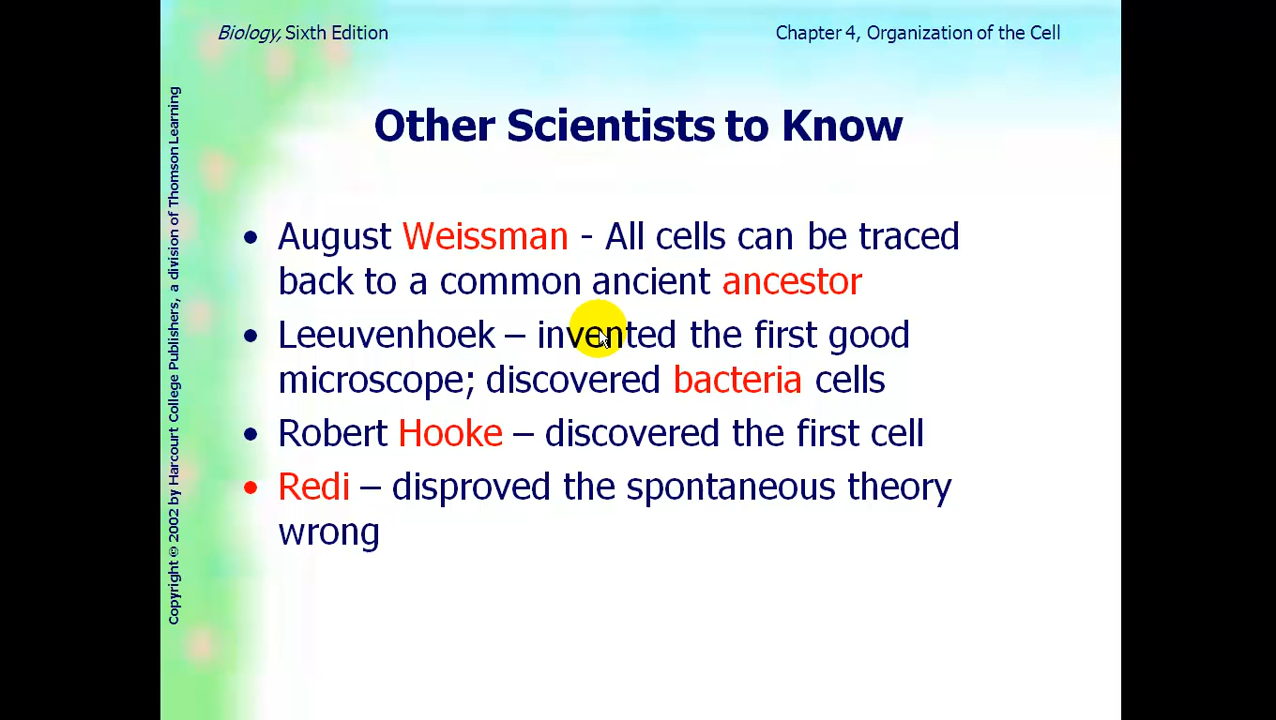 Biology, Sixth Edition
Chapter 4, Organization of the Cell
Copyright © 2002 by Harcourt College Publishers, a division of Thomson Learning
Other Scientists to Know
• August Weissman - All cells can be traced
back to a common ancient ancestor
• Leeuvenhoek – invented the first good
microscope; discovered bacteria cells
• Robert Hooke – discovered the first cell
• Redi – disproved the spontaneous theory
wrong